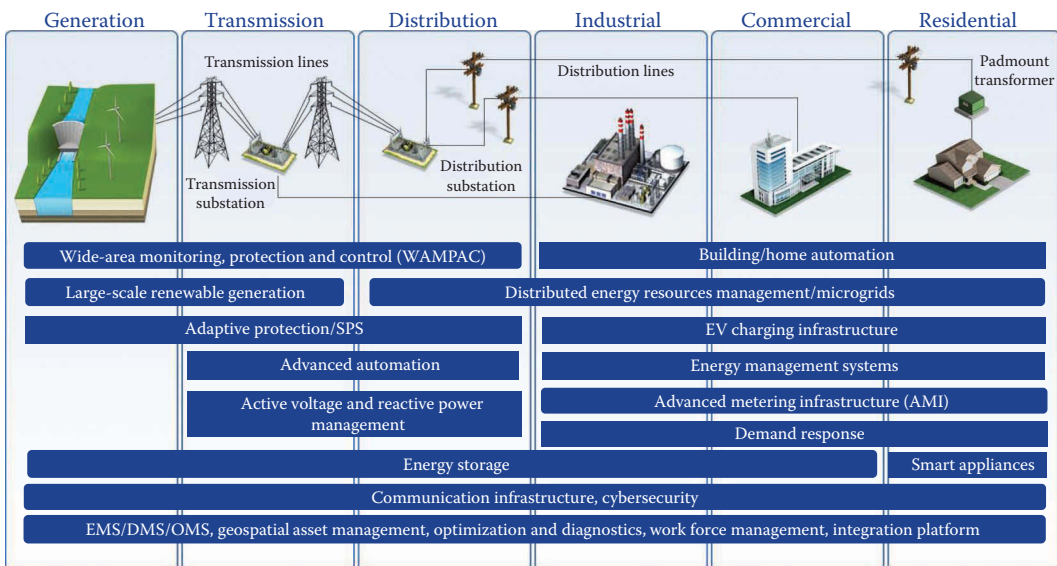 Generation
Transmission
Distribution
Industrial
Commercial
Residential
Transmission lines
Distribution lines
Padmount
transformer
Transmission
substation
Distribution
substation
Wide-area monitoring, protection and control (WAMPAC)
Building/home automation
Large-scale renewable generation
Distributed energy resources management/microgrids
Adaptive protection/SPS
EV charging infrastructure
Advanced automation
Energy management systems
Active voltage and reactive power
management
Advanced metering infrastructure (AMI)
Demand response
Energy storage
Smart appliances
Communication infrastructure, cybersecurity
EMS/DMS/OMS, geospatial asset management, optimization and diagnostics, work force management, integration platform